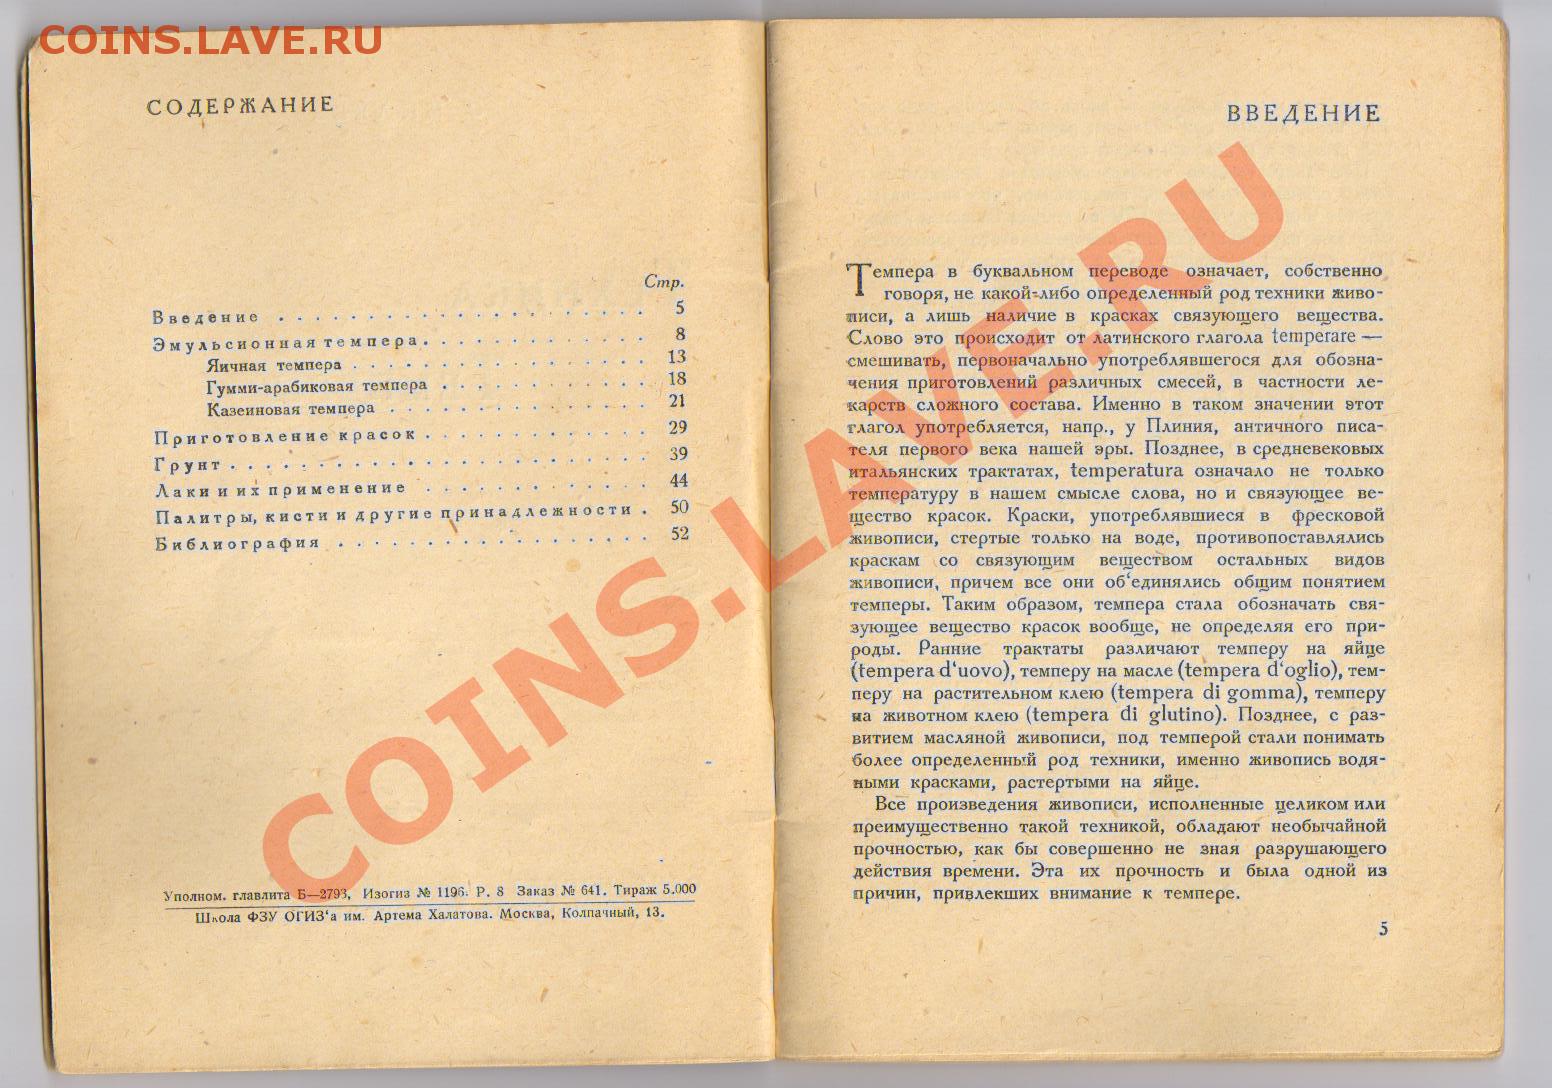 COINS.LAVE.RU
СОДЕРЖАНИЕ
Стр.
Введение . . . . . . . . . . . . . . . . . . . . . 5
Эмульсионная темпера . . . . . . . . . . . . . 8
Яичная темпера . . . . . . . . . . . . . . . . . 13
Гумми-арабиковая темпера . . . . . . . . . . . . 18
Казеиновая темпера . . . . . . . . . . . . . . . 21
Приготовление красок . . . . . . . . . . . . . 29
Грунт . . . . . . . . . . . . . . . . . . . . . . . . 39
Лаки и их применение . . . . . . . . . . . . . 44
Палитры, кисти и другие принадлежности . 50
Библиография . . . . . . . . . . . . . . . . . . 52
Уполном. главлита Б—2793, Изогиз № 1196. Р. 8 Заказ № 641. Тираж 5.000
Школа ФЗУ ОГИЗ‘а им. Артема Халатова. Москва, Колпачный, 13.
ВВЕДЕНИЕ
Темпера в буквальном переводе означает, собственно
говоря, не какой-либо определенный род техники живо-
писи, а лишь наличие в красках связующего вещества.
Слово это происходит от латинского глагола temperare —
смешивать, первоначально употреблявшегося для обозна-
чения приготовлений различных смесей, в частности ле-
карств сложного состава. Именно в таком значении этот
глагол употребляется, напр., у Плиния, античного писа-
теля первого века нашей эры. Позднее, в средневековых
итальянских трактатах, temperatura означало не только
температуру в нашем смысле слова, но и связующее ве-
щество красок. Краски, употреблявшиеся в фресковой
живописи, стертые только на воде, противопоставлялись
краскам со связующим веществом остальных видов
живописи, причем все они об‘единялись общим понятием
темперы. Таким образом, темпера стала обозначать свя-
зующее вещество красок вообще, не определяя его при-
роды. Ранние трактаты различают темперу на яйце
(tempera d‘uovo), темперу на масле (tempera d‘oglio), тем-
перу на растительном клею (tempera di gomma), темперу
на животном клею (tempera di glutino). Позднее, с раз-
витием масляной живописи, под темперой стали понимать
более определенный род техники, именно живопись водя-
ными красками, растертыми на яйце.
Все произведения живописи, исполненные целиком или
преимущественно такой техникой, обладают необычайной
прочностью, как бы совершенно не зная разрушающего
действия времени. Эта их прочность и была одной из
причин, привлекших внимание к темпере.
5
COINS.LAVE.RU